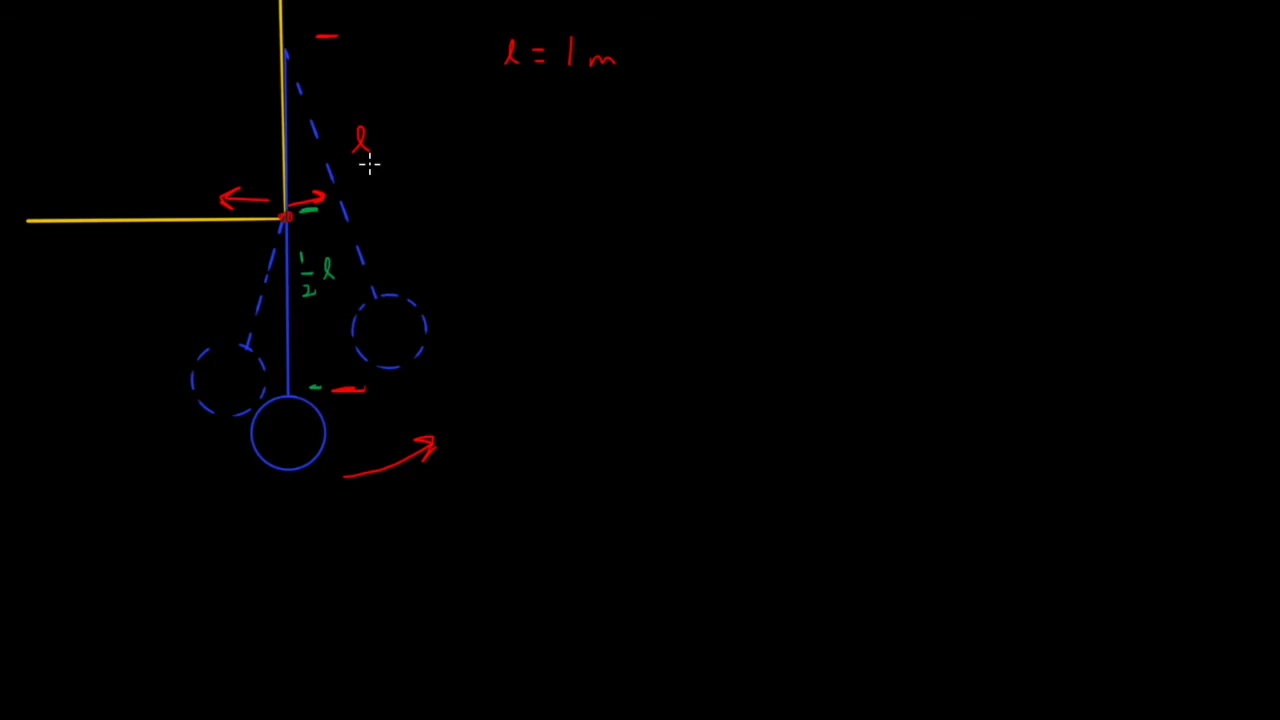 l = 1 m
l
1/2 l